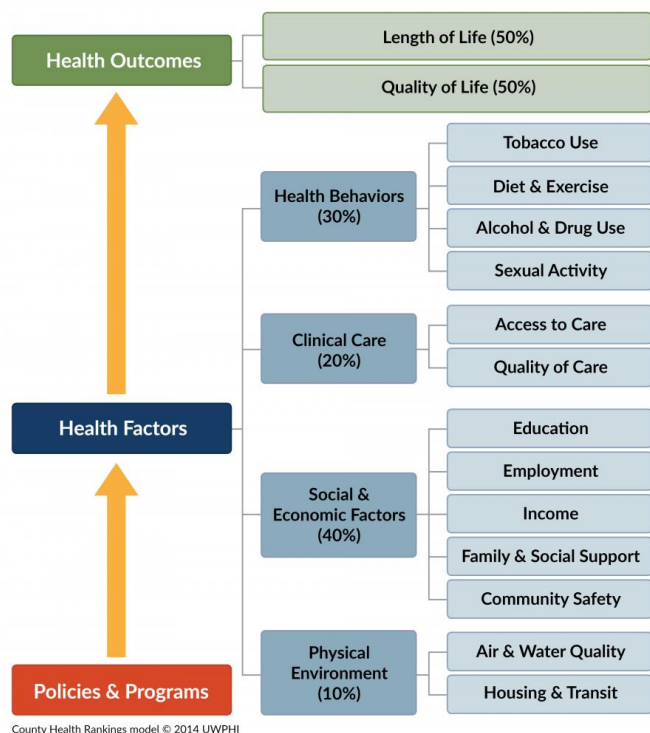 Health Outcomes
Length of Life (50%)
Quality of Life (50%)
Health Factors
Health Behaviors
(30%)
Tobacco Use
Diet & Exercise
Alcohol & Drug Use
Sexual Activity
Clinical Care
(20%)
Access to Care
Quality of Care
Social &
Economic Factors
(40%)
Education
Employment
Income
Family & Social Support
Community Safety
Physical
Environment
(10%)
Air & Water Quality
Housing & Transit
Policies & Programs
County Health Rankings model © 2014 UWPHI